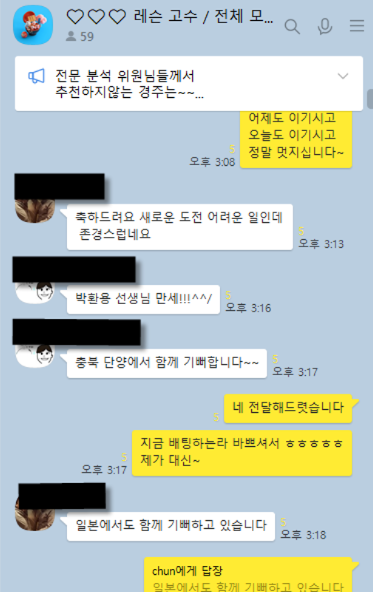 ♡♡♡ 레슨 고수 / 전체 모...
59
전문 분석 위원님들께서
추천하지않는 경주는~~...
어제도 이기시고
오늘도 이기시고
정말 멋지십니다~
5
오후 3:08
축하드려요 새로운 도전 어려운 일인데
존경스럽네요
5
오후 3:13
박환용 선생님 만세!!!^^/
5
오후 3:16
충북 단양에서 함께 기뻐합니다~~
5
오후 3:17
네 전달해드렷습니다
5
지금 배팅하는라 바쁘셔서 ㅎㅎㅎㅎㅎ
제가 대신~
5
오후 3:17
일본에서도 함께 기뻐하고 있습니다
5
오후 3:18
chun에게 답장
일본에서도 함께 기뻐하고 있습니다